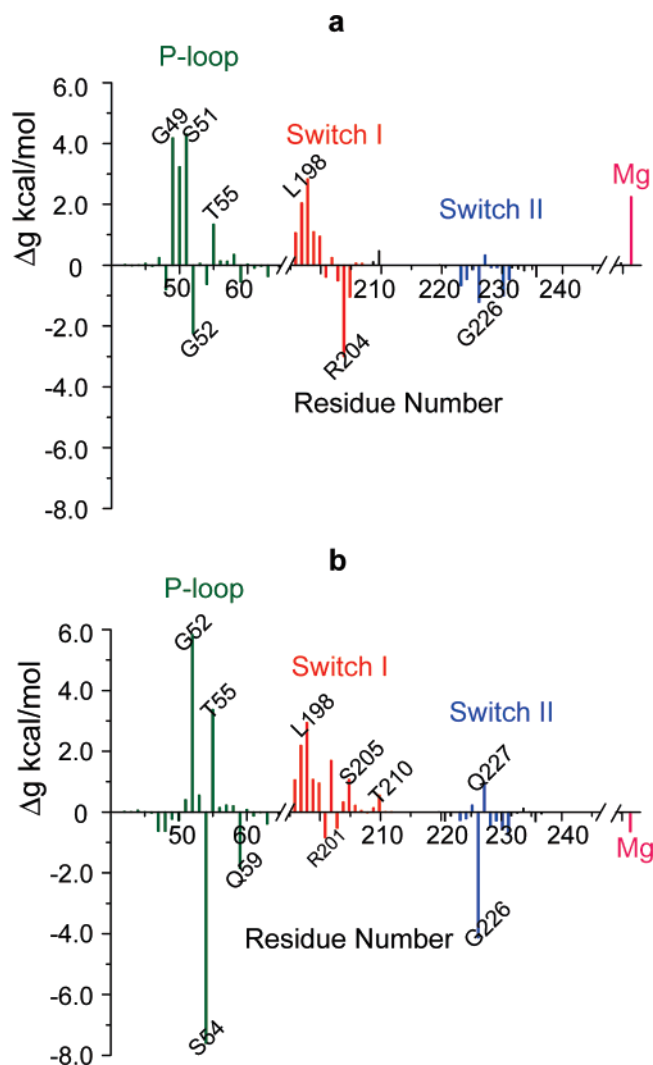 a
P-loop
6.0
G49
S51
Switch I
4.0
L198
Mg
T55
Switch II
2.0
Δg kcal/mol
0
50
60
210
220
230
240
-2.0
G52
R204
G226
-4.0
Residue Number
-6.0
-8.0
b
P-loop
6.0
G52
Switch I
4.0
T55
L198
Switch II
S205
Q227
2.0
T210
Δg kcal/mol
0
50
60
210
220
230
240
R201
Mg
-2.0
Q59
-4.0
Residue Number
G226
-6.0
S54
-8.0